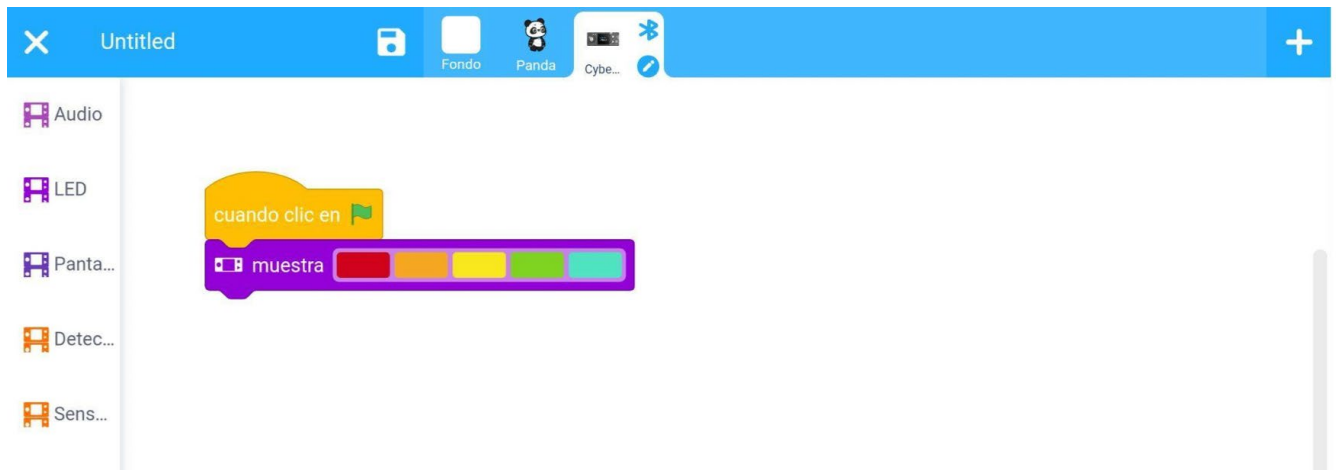 Untitled
Fondo
Panda
Cybe...
Audio
LED
Panta...
Detec...
Sens...
cuando clic en
muestra